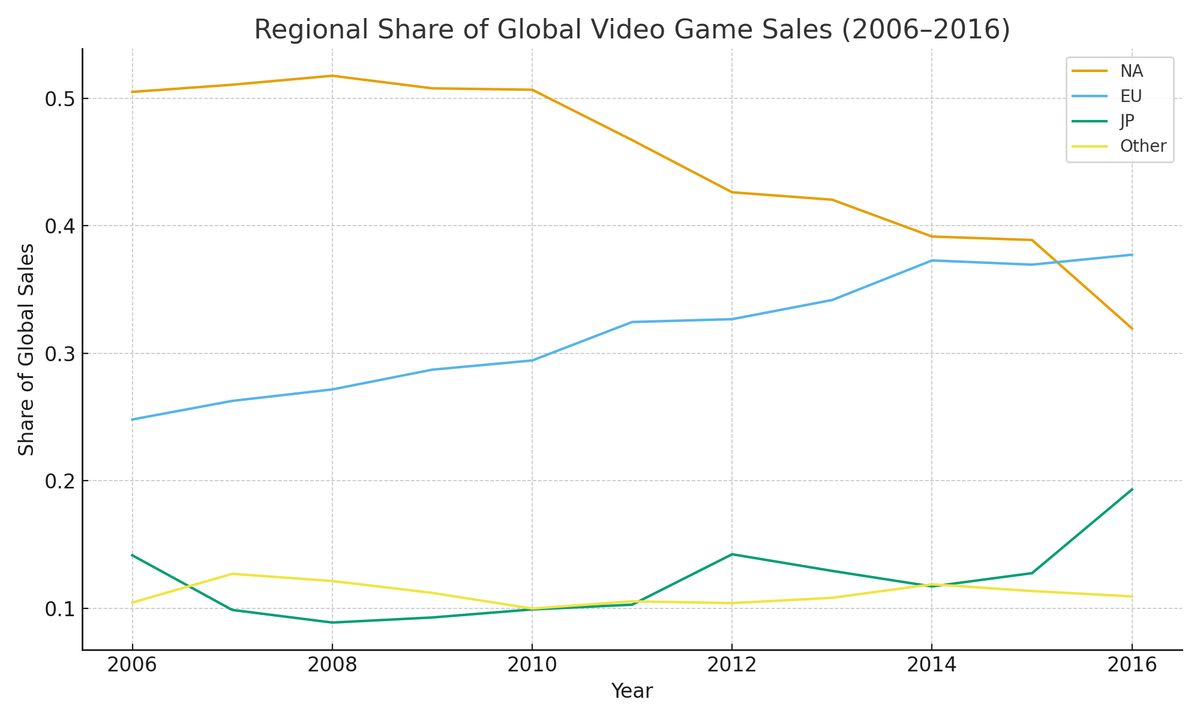 Regional Share of Global Video Game Sales (2006–2016)
NA
EU
JP
Other
Share of Global Sales
0.5
0.4
0.3
0.2
0.1
2006 2008 2010 2012 2014 2016
Year